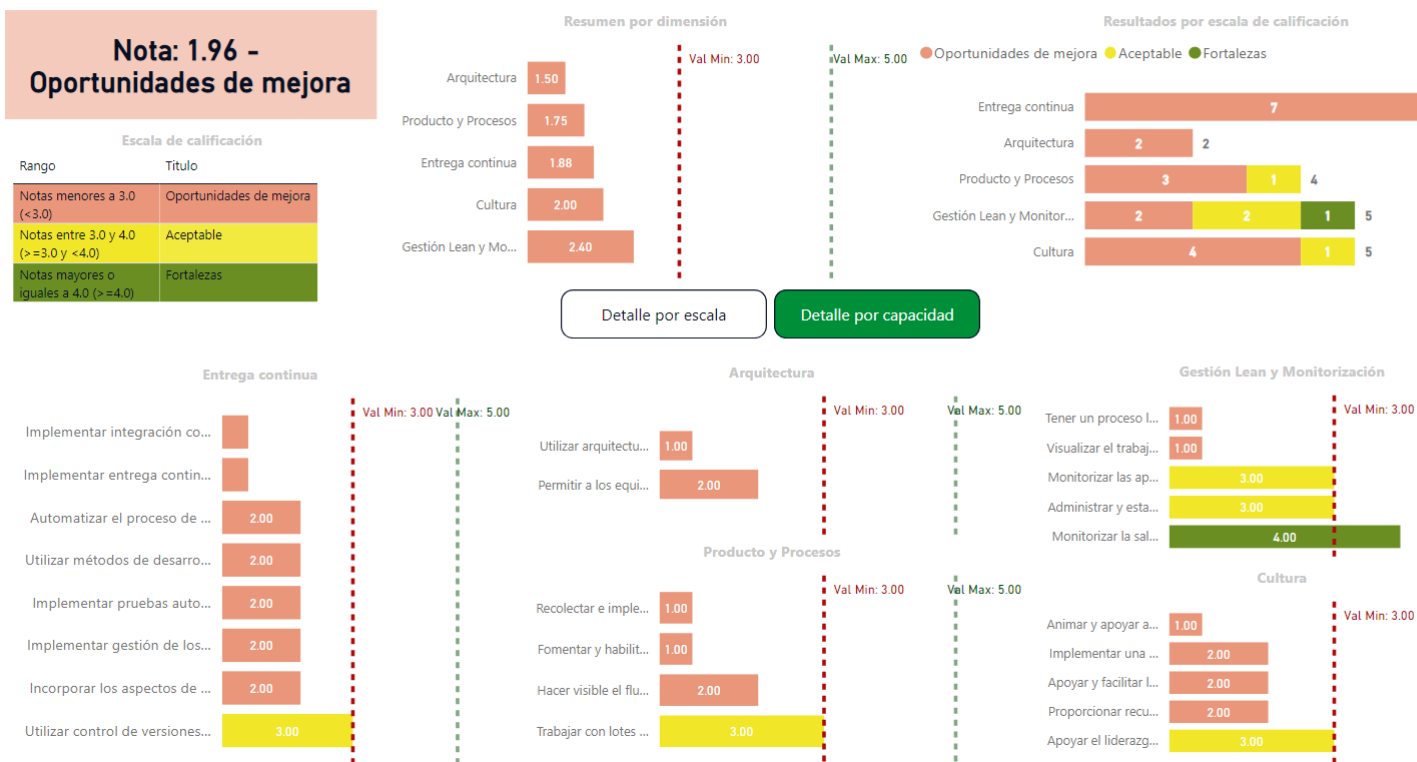 Nota: 1.96 -
Oportunidades de mejora
Escala de calificación
Rango Título
Notas menores a 3.0 Oportunidades de mejora
(<3.0)
Notas entre 3.0 y 4.0 Aceptable
(>=3.0 y <4.0)
Notas mayores o Fortalezas
iguales a 4.0 (>=4.0)
Resumen por dimensión
Val Min: 3.00 Val Max: 5.00
Arquitectura 1.50
Producto y Procesos 1.75
Entrega continua 1.88
Cultura 2.00
Gestión Lean y Mo... 2.40
Resultados por escala de calificación
Oportunidades de mejora Aceptable Fortalezas
Entrega continua 7
Arquitectura 2 2
Producto y Procesos 3 1 4
Gestión Lean y Monitor... 2 2 1 5
Cultura 4 1 5
Detalle por escala
Detalle por capacidad
Entrega continua
Val Min: 3.00 Val Max: 5.00
Implementar integración co...
Implementar entrega contin...
Automatizar el proceso de ... 2.00
Utilizar métodos de desarro... 2.00
Implementar pruebas auto... 2.00
Implementar gestión de los... 2.00
Incorporar los aspectos de ... 2.00
Utilizar control de versiones... 3.00
Arquitectura
Val Min: 3.00 Val Max: 5.00
Utilizar arquitectu... 1.00
Permitir a los equi... 2.00
Producto y Procesos
Val Min: 3.00 Val Max: 5.00
Recolectar e imple... 1.00
Fomentar y habilit... 1.00
Hacer visible el flu... 2.00
Trabajar con lotes ... 3.00
Gestión Lean y Monitorización
Val Min: 3.00
Tener un proceso l... 1.00
Visualizar el trabaj... 1.00
Monitorizar las ap... 3.00
Administrar y esta... 3.00
Monitorizar la sal... 4.00
Cultura
Val Min: 3.00
Animar y apoyar a... 1.00
Implementar una ... 2.00
Apoyar y facilitar l... 2.00
Proporcionar recu... 2.00
Apoyar el liderazg... 3.00